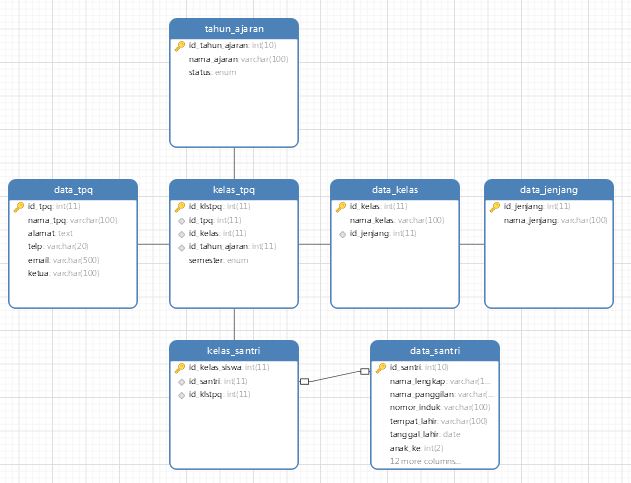 tahun_ajaran
id_tahun_ajaran: int(10)
nama_ajaran: varchar(100)
status: enum
data_tpq
id_tpq: int(11)
nama_tpq: varchar(100)
alamat: text
telp: varchar(20)
email: varchar(500)
ketua: varchar(100)
kelas_tpq
id_klstpq: int(11)
id_tpq: int(11)
id_kelas: int(11)
id_tahun_ajaran: int(11)
semester: enum
data_kelas
id_kelas: int(11)
nama_kelas: varchar(100)
id_jenjang: int(11)
data_jenjang
id_jenjang: int(11)
nama_jenjang: varchar(100)
kelas_santri
id_kelas_siswa: int(11)
id_santri: int(11)
id_klstpq: int(11)
data_santri
id_santri: int(10)
nama_lengkap: varchar(1...
nama_panggilan: varchar(...
nomor_induk: varchar(100)
tempat_lahir: varchar(100)
tanggal_lahir: date
anak_ke: int(2)
12 more columns...